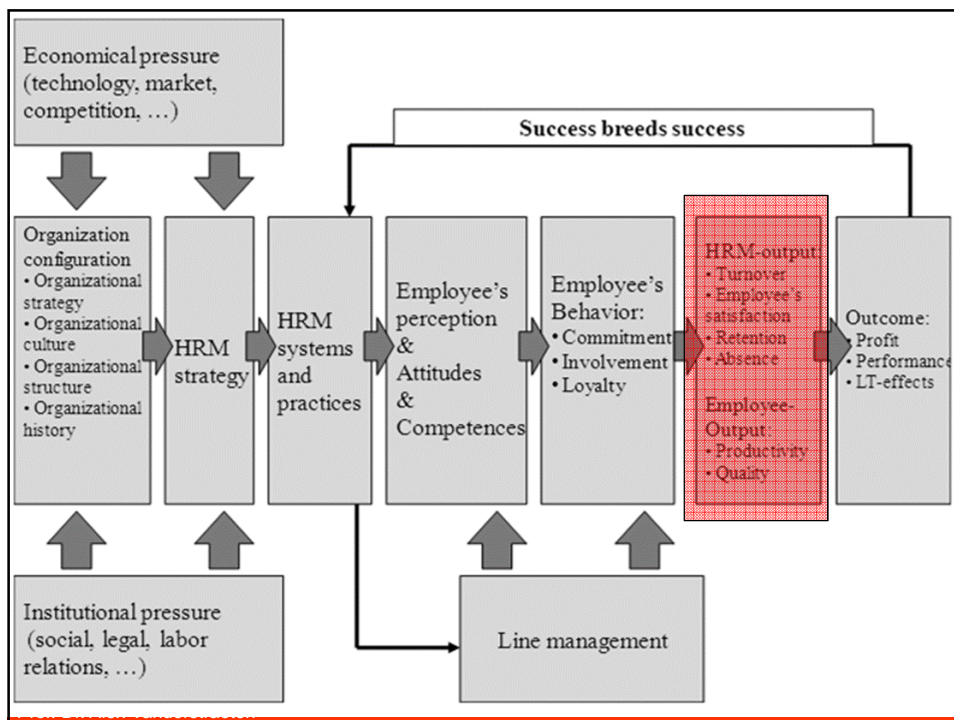 Economical pressure
(technology, market,
competition, …)
Success breeds success
Organization
configuration
• Organizational
strategy
• Organizational
culture
• Organizational
structure
• Organizational
history
HRM
strategy
HRM
systems
and
practices
Employee's
perception
&
Attitudes
&
Competences
Employee's
Behavior:
• Commitment
• Involvement
• Loyalty
HRM-output:
• Turnover
• Employee's
satisfaction
• Retention
• Absence
Employee-
Output:
• Productivity
• Quality
Outcome:
• Profit
• Performance
• LT-effects
Institutional pressure
(social, legal, labor
relations, …)
Line management